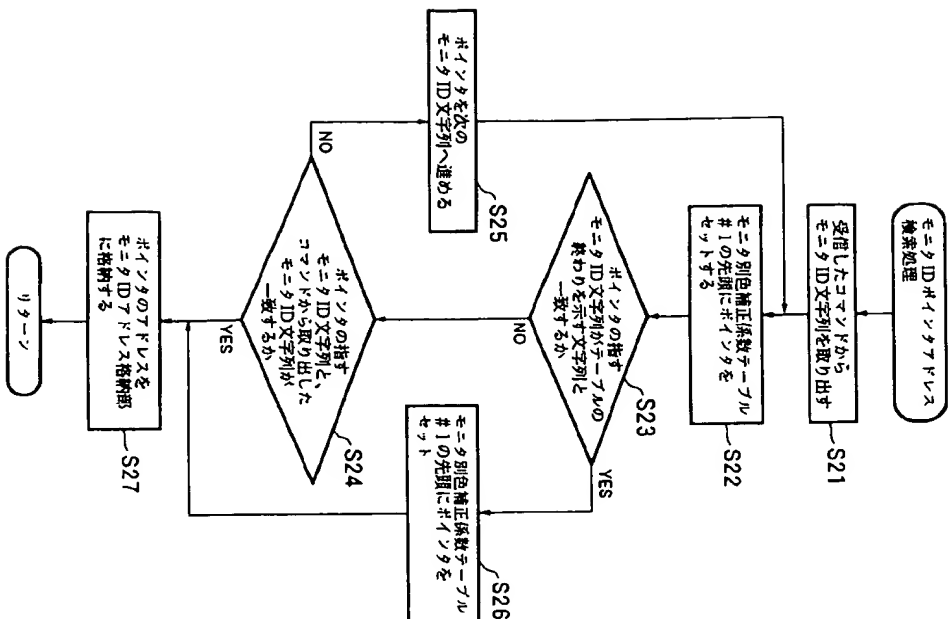 モニタIDポインタアドレス
検索処理
受信したコマンドから
モニタID文字列を取り出す
S21
モニタ別色補正係数テーブル
#1の先頭にポインタを
セットする
S22
ポインタの指す
モニタID文字列がテーブルの
終わりを示す文字列と
一致するか
S23
YES
NO
モニタ別色補正係数テーブル
#1の先頭にポインタを
セット
S26
ポインタの指す
モニタID文字列と、
コマンドから取り出した
モニタID文字列が
一致するか
S24
NO
YES
ポインタを次の
モニタID文字列へ進める
S25
ポインタのアドレスを
モニタIDアドレス格納部
に格納する
S27
リターン